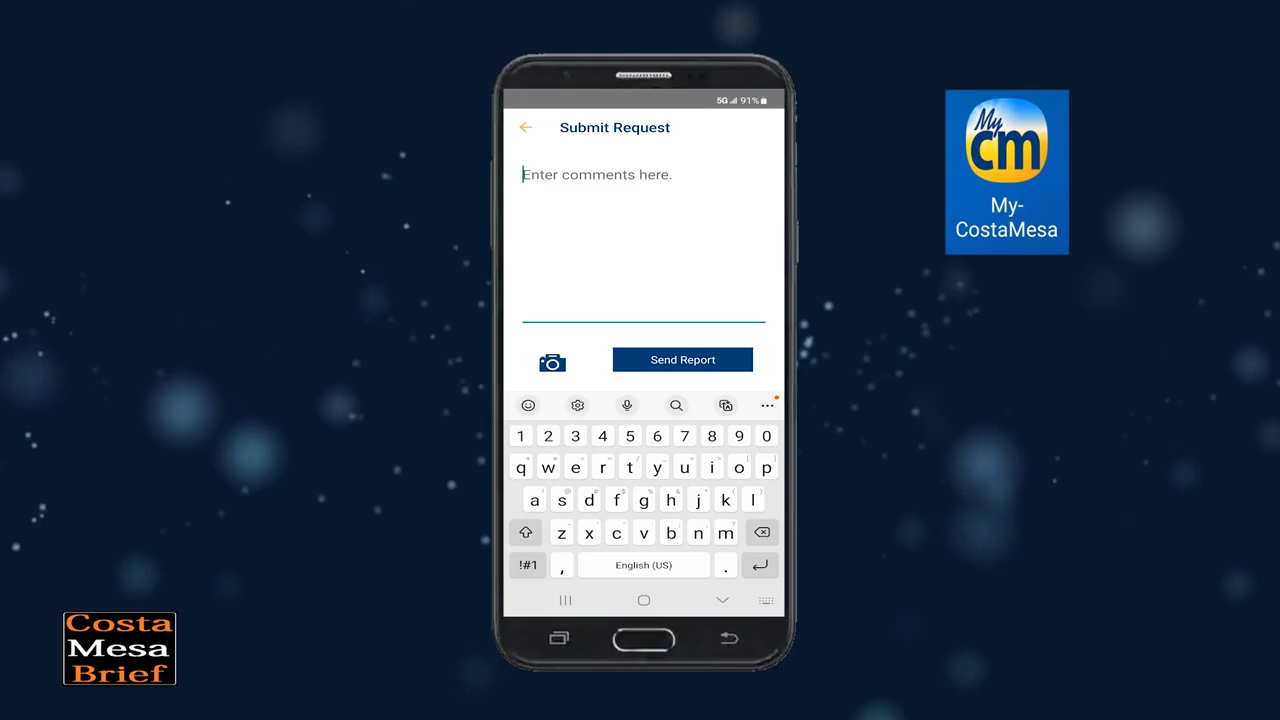 5G 91%
Submit Request
Enter comments here.
Send Report
1 2 3 4 5 6 7 8 9 0
q w e r t y u i o p
a s d f g h j k l
z x c v b n m
!#1 , English (US) .
My
cm
My-
CostaMesa
Costa
Mesa
Brief